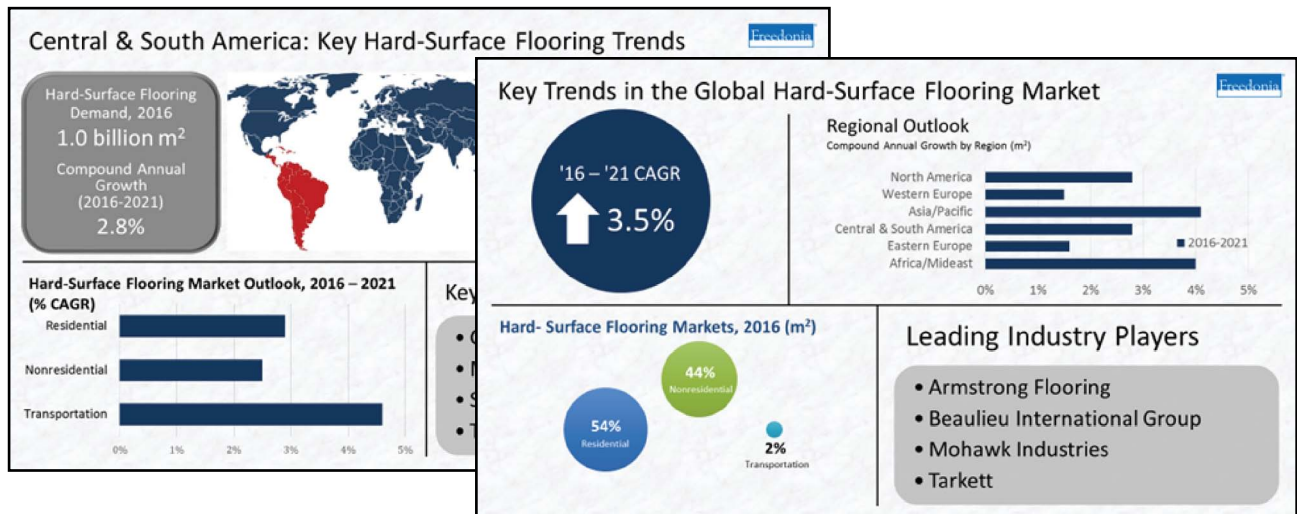 Central & South America: Key Hard-Surface Flooring Trends
Freedonia
Hard-Surface Flooring
Demand, 2016
1.0 billion m²
Compound Annual
Growth
(2016-2021)
2.8%
Hard-Surface Flooring Market Outlook, 2016 – 2021
(% CAGR)
Residential
Nonresidential
Transportation
0% 1% 2% 3% 4% 5%
Key Trends in the Global Hard-Surface Flooring Market
Freedonia
'16 – '21 CAGR
3.5%
Regional Outlook
Compound Annual Growth by Region (m²)
North America
Western Europe
Asia/Pacific
Central & South America
Eastern Europe
Africa/Mideast
2016-2021
0% 1% 2% 3% 4% 5%
Hard- Surface Flooring Markets, 2016 (m²)
54%
Residential
44%
Nonresidential
2%
Transportation
Leading Industry Players
• Armstrong Flooring
• Beaulieu International Group
• Mohawk Industries
• Tarkett